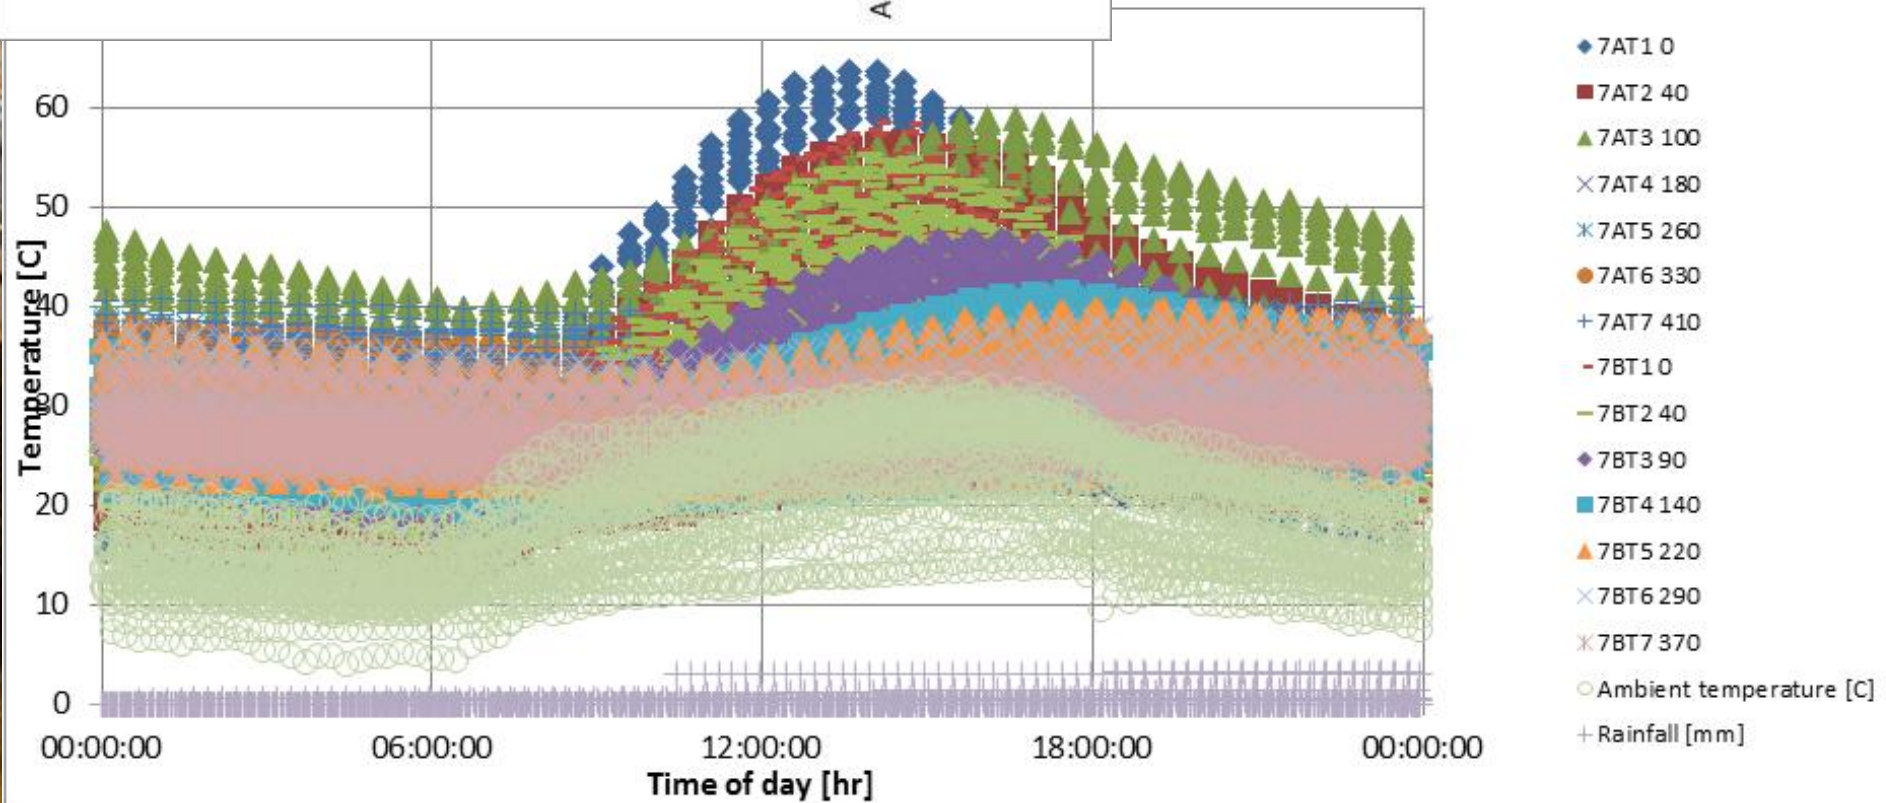 A
60
50
40
30
20
10
0
Temperature [C]
00:00:00 06:00:00 12:00:00 18:00:00 00:00:00
Time of day [hr]
7AT1 0
7AT2 40
7AT3 100
7AT4 180
7AT5 260
7AT6 330
7AT7 410
7BT1 0
7BT2 40
7BT3 90
7BT4 140
7BT5 220
7BT6 290
7BT7 370
Ambient temperature [C]
Rainfall [mm]